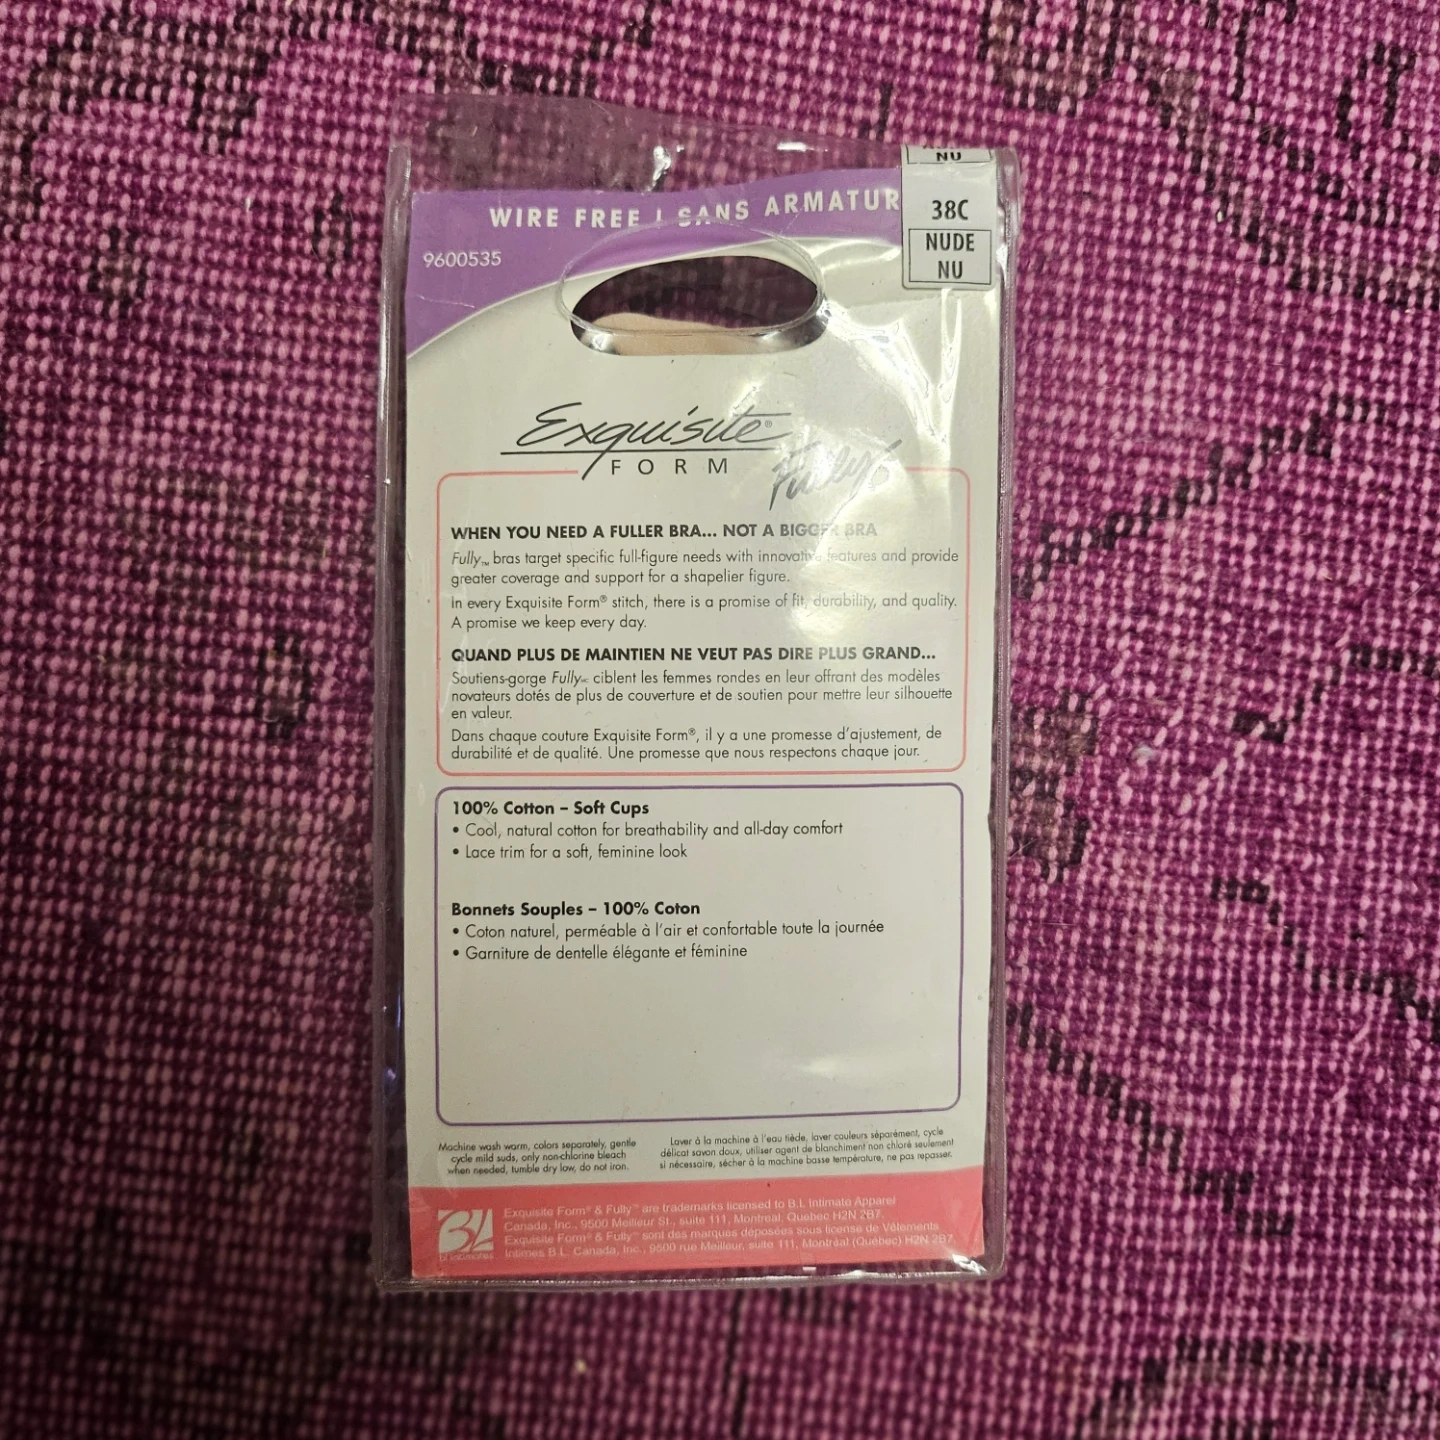 NU
WIRE FREE | SANS ARMATUR
38C
NUDE
NU
9600535
Exquisite®
FORM
Fully
WHEN YOU NEED A FULLER BRA... NOT A BIGGER BRA
Fully™ bras target specific full-figure needs with innovative features and provide
greater coverage and support for a shapelier figure.
In every Exquisite Form® stitch, there is a promise of fit, durability, and quality.
A promise we keep every day.
QUAND PLUS DE MAINTIEN NE VEUT PAS DIRE PLUS GRAND...
Soutiens-gorge Fully™ ciblent les femmes rondes en leur offrant des modèles
novateurs dotés de plus de couverture et de soutien pour mettre leur silhouette
en valeur.
Dans chaque couture Exquisite Form®, il y a une promesse d'ajustement, de
durabilité et de qualité. Une promesse que nous respectons chaque jour.
100% Cotton – Soft Cups
• Cool, natural cotton for breathability and all-day comfort
• Lace trim for a soft, feminine look
Bonnets Souples – 100% Coton
• Coton naturel, perméable à l'air et confortable toute la journée
• Garniture de dentelle élégante et féminine
Machine wash warm, colors separately, gentle
cycle mild suds, only non-chlorine bleach
when needed, tumble dry low, do not iron.
Laver à la machine à l'eau tiède, laver couleurs séparément, cycle
délicat savon doux, utiliser agent de blanchiment non chloré seulement
si nécessaire, sécher à la machine basse température, ne pas repasser.
BL
Exquisite Form® & Fully™ are trademarks licensed to B.L Intimate Apparel
Canada, Inc., 9500 Meilleur St., suite 111, Montreal, Quebec H2N 2B7.
Exquisite Form® & Fully™ sont des marques déposées sous license de Vêtements
Intimes B.L. Canada, Inc., 9500 rue Meilleur, suite 111, Montréal (Québec) H2N 2B7